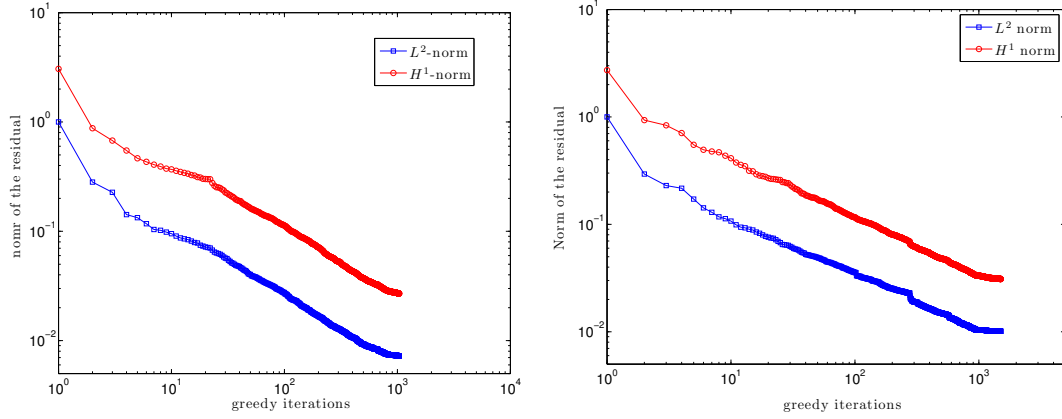 10^1
10^0
10^-1
10^-2
nomr of the residual
L^2-norm
H^1-norm
10^0
10^1
10^2
10^3
10^4
greedy iterations
10^1
10^0
10^-1
10^-2
Norm of the residual
L^2 norm
H^1 norm
10^0
10^1
10^2
10^3
greedy iterations